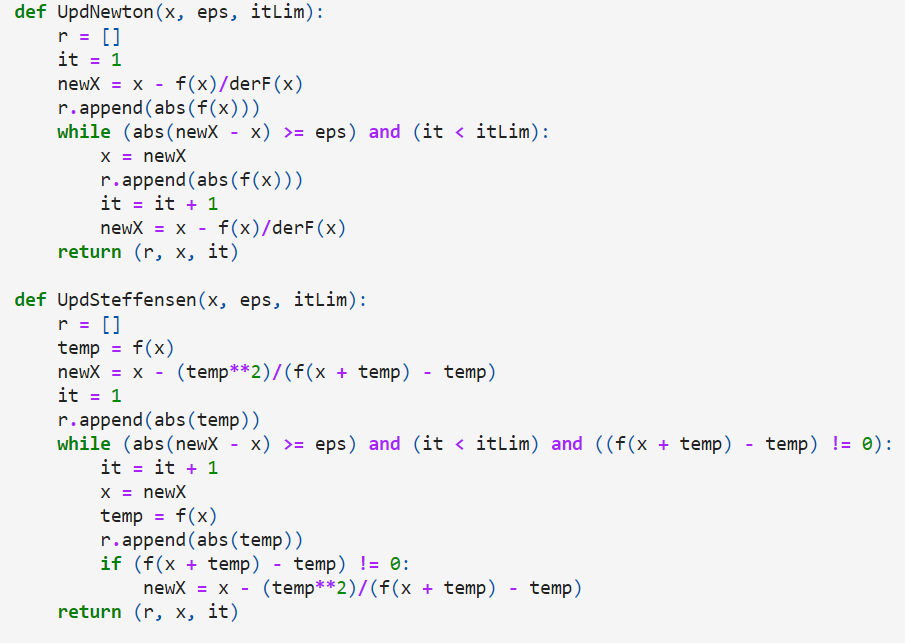 def UpdNewton(x, eps, itLim):
    r = []
    it = 1
    newX = x - f(x)/derF(x)
    r.append(abs(f(x)))
    while (abs(newX - x) >= eps) and (it < itLim):
        x = newX
        r.append(abs(f(x)))
        it = it + 1
        newX = x - f(x)/derF(x)
    return (r, x, it)

def UpdSteffensen(x, eps, itLim):
    r = []
    temp = f(x)
    newX = x - (temp**2)/(f(x + temp) - temp)
    it = 1
    r.append(abs(temp))
    while (abs(newX - x) >= eps) and (it < itLim) and ((f(x + temp) - temp) != 0):
        it = it + 1
        x = newX
        temp = f(x)
        r.append(abs(temp))
        if (f(x + temp) - temp) != 0:
            newX = x - (temp**2)/(f(x + temp) - temp)
    return (r, x, it)